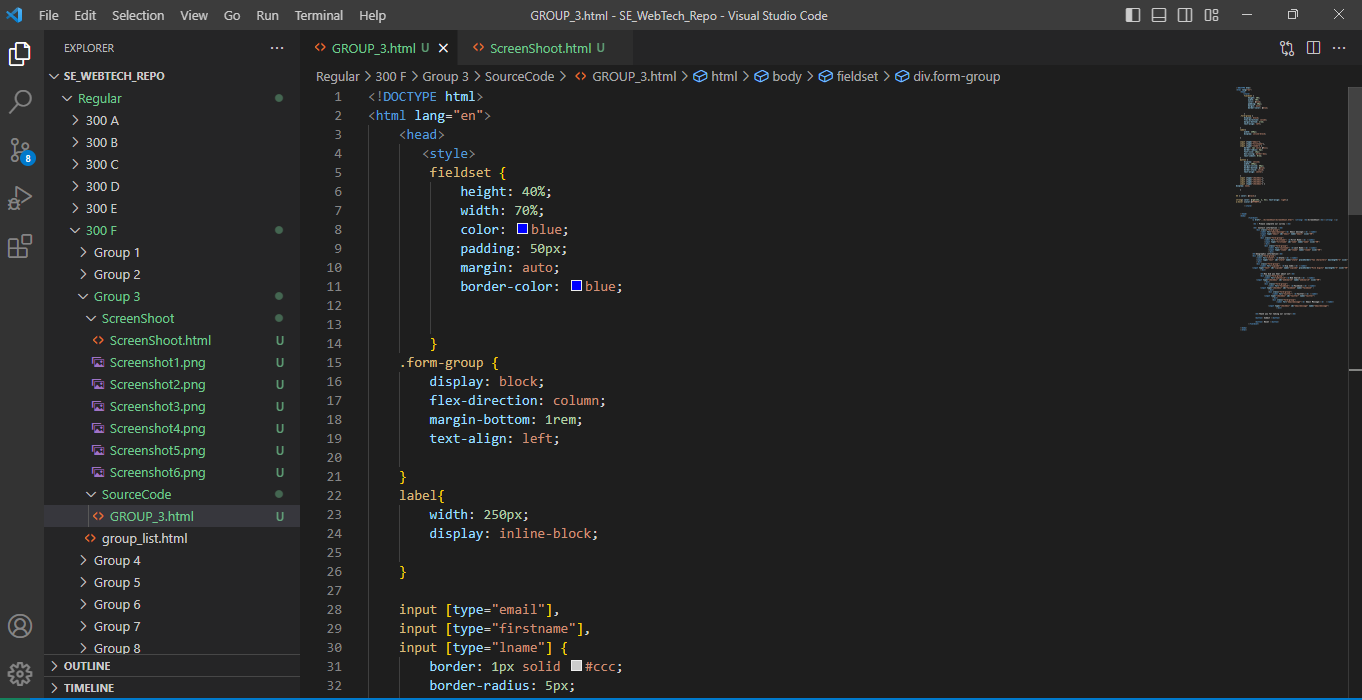 File Edit Selection View Go Run Terminal Help
GROUP_3.html - SE_WebTech_Repo - Visual Studio Code
EXPLORER
SE_WEBTECH_REPO
Regular
300 A
300 B
300 C
300 D
300 E
300 F
Group 1
Group 2
Group 3
ScreenShoot
ScreenShoot.html U
Screenshot1.png U
Screenshot2.png U
Screenshot3.png U
Screenshot4.png U
Screenshot5.png U
Screenshot6.png U
SourceCode
GROUP_3.html U
group_list.html
Group 4
Group 5
Group 6
Group 7
Group 8
OUTLINE
TIMELINE
8
GROUP_3.html U
ScreenShoot.html U
Regular > 300 F > Group 3 > SourceCode > GROUP_3.html > html > body > fieldset > div.form-group
1 <!DOCTYPE html>
2 <html lang="en">
3 <head>
4 <style>
5 fieldset {
6 height: 40%;
7 width: 70%;
8 color: blue;
9 padding: 50px;
10 margin: auto;
11 border-color: blue;
12
13
14 }
15 .form-group {
16 display: block;
17 flex-direction: column;
18 margin-bottom: 1rem;
19 text-align: left;
20
21 }
22 label{
23 width: 250px;
24 display: inline-block;
25
26 }
27
28 input [type="email"],
29 input [type="firstname"],
30 input [type="lname"] {
31 border: 1px solid #ccc;
32 border-radius: 5px;